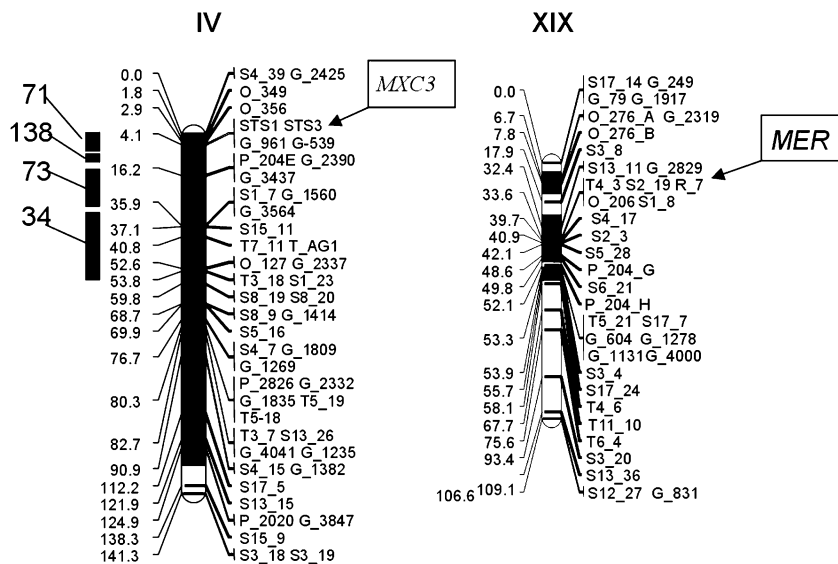 IV
XIX
71
138
73
34
MXC3
MER
0.0
1.8
2.9
4.1
16.2
35.9
37.1
40.8
52.6
53.8
59.8
68.7
69.9
76.7
80.3
82.7
90.9
112.2
121.9
124.9
138.3
141.3
S4_39 G_2425
O_349
O_356
STS1 STS3
G_961 G-539
P_204E G_2390
G_3437
S1_7 G_1560
G_3564
S15_11
T7_11 T_AG1
O_127 G_2337
T3_18 S1_23
S8_19 S8_20
S8_9 G_1414
S5_16
S4_7 G_1809
G_1269
P_2826 G_2332
G_1835 T5_19
T5-18
T3_7 S13_26
G_4041 G_1235
S4_15 G_1382
S17_5
S13_15
P_2020 G_3847
S15_9
S3_18 S3_19
0.0
6.7
7.8
17.9
32.4
33.6
39.7
40.9
42.1
48.6
49.8
52.1
53.3
53.9
55.7
58.1
67.7
75.6
93.4
106.6 109.1
S17_14 G_249
G_79 G_1917
O_276_A G_2319
O_276_B
S3_8
S13_11 G_2829
T4_3 S2_19 R_7
O_206 S1_8
S4_17
S2_3
S5_28
P_204_G
S6_21
P_204_H
T5_21 S17_7
G_604 G_1278
G_1131 G_4000
S3_4
S17_24
T4_6
T11_10
T6_4
S3_20
S13_36
S12_27 G_831